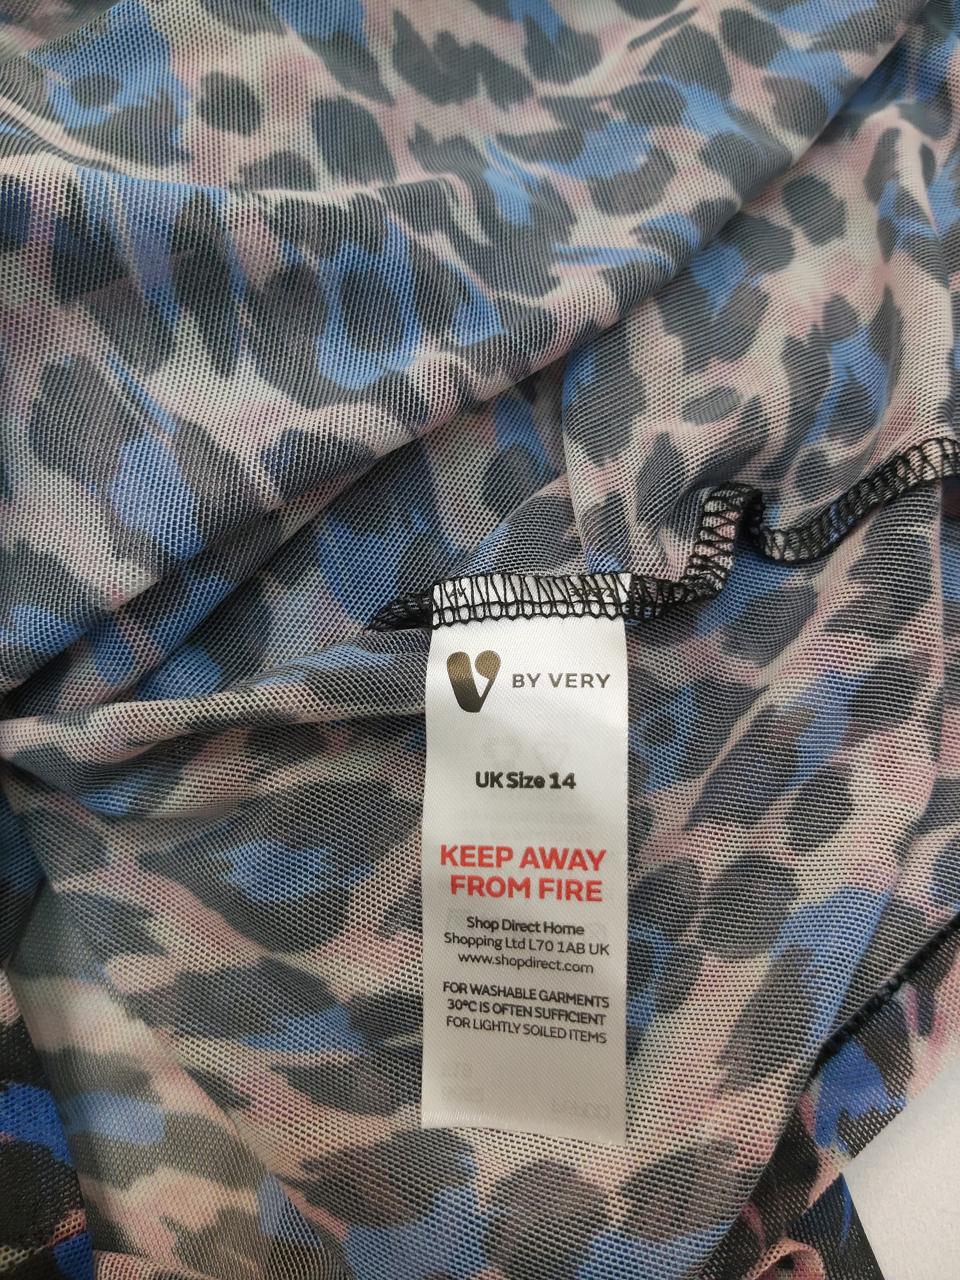 V BY VERY
UK Size 14
KEEP AWAY
FROM FIRE
Shop Direct Home
Shopping Ltd L70 1AB UK
www.shopdirect.com
FOR WASHABLE GARMENTS
30°C IS OFTEN SUFFICIENT
FOR LIGHTLY SOILED ITEMS